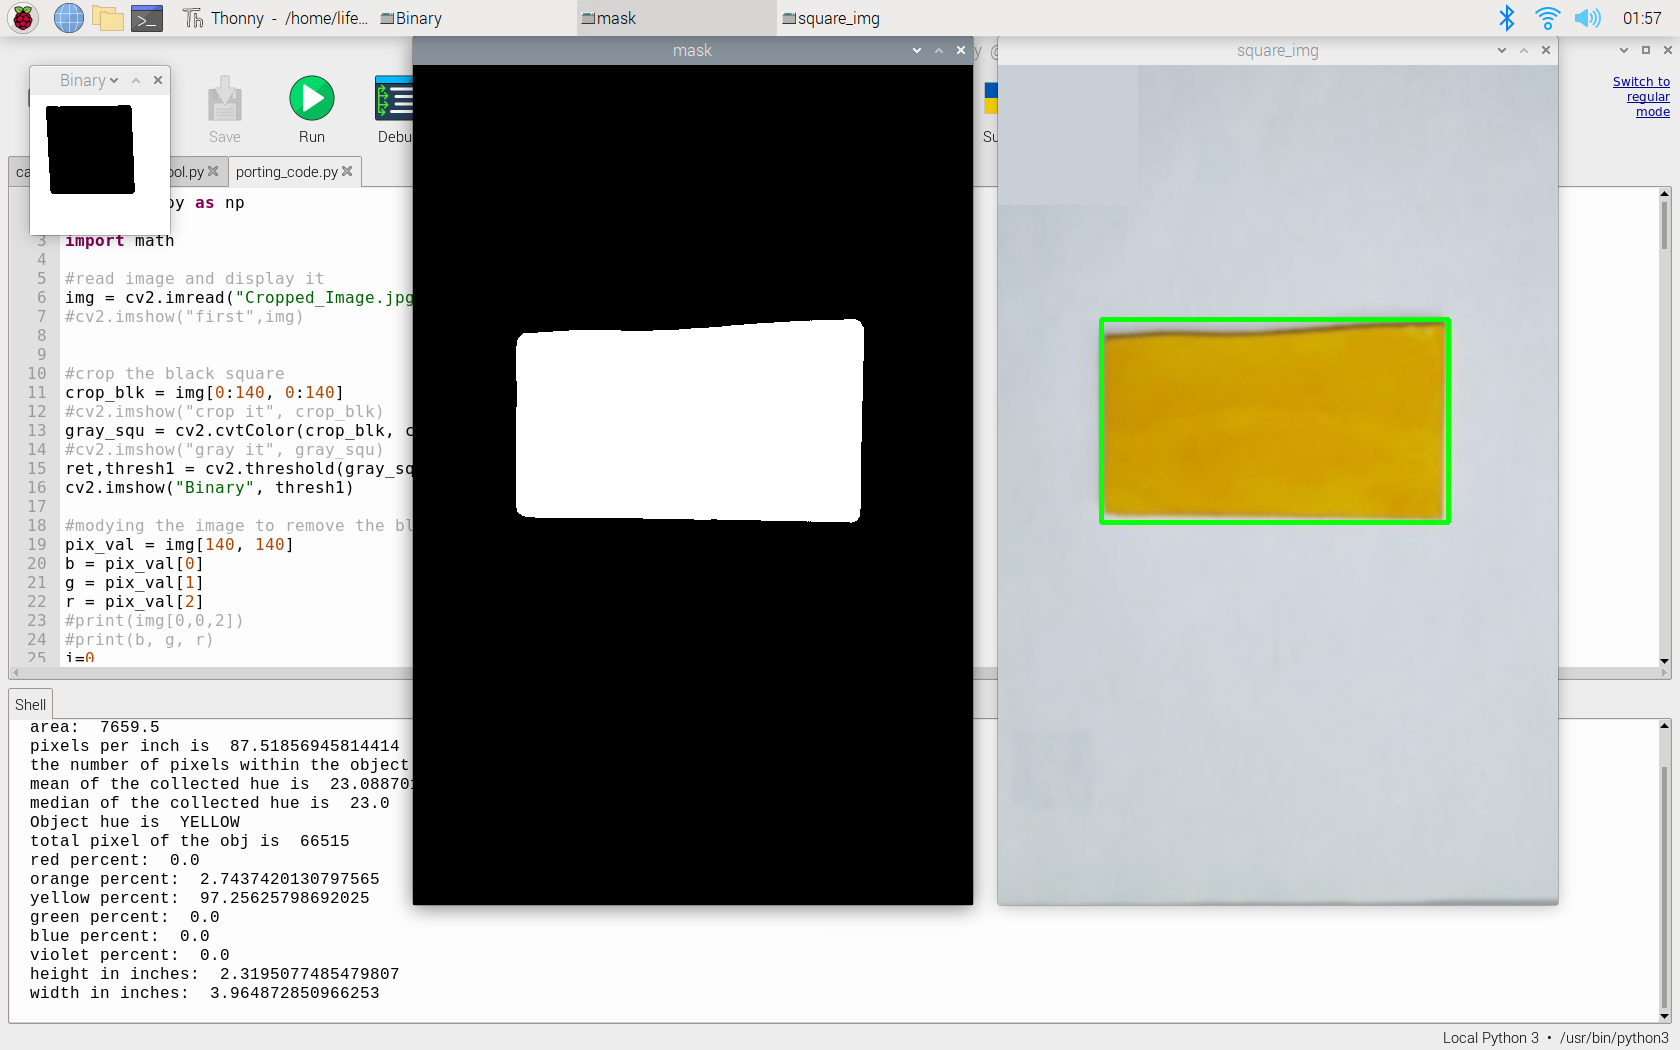 Thonny - /home/life...
Binary
mask
square_img
01:57
mask
square_img
Binary
Switch to
regular
mode
Save
Run
Debu
Su
ca
ool.py
porting_code.py
py as np
3 import math
4
5 #read image and display it
6 img = cv2.imread("Cropped_Image.jpg
7 #cv2.imshow("first",img)
8
9
10 #crop the black square
11 crop_blk = img[0:140, 0:140]
12 #cv2.imshow("crop it", crop_blk)
13 gray_squ = cv2.cvtColor(crop_blk, c
14 #cv2.imshow("gray it", gray_squ)
15 ret,thresh1 = cv2.threshold(gray_sq
16 cv2.imshow("Binary", thresh1)
17
18 #modying the image to remove the bl
19 pix_val = img[140, 140]
20 b = pix_val[0]
21 g = pix_val[1]
22 r = pix_val[2]
23 #print(img[0,0,2])
24 #print(b, g, r)
25 i=0
Shell
area:  7659.5
pixels per inch is  87.51856945814414
the number of pixels within the object
mean of the collected hue is  23.08870
median of the collected hue is  23.0
Object hue is  YELLOW
total pixel of the obj is  66515
red percent:  0.0
orange percent:  2.7437420130797565
yellow percent:  97.25625798692025
green percent:  0.0
blue percent:  0.0
violet percent:  0.0
height in inches:  2.3195077485479807
width in inches:  3.964872850966253
Local Python 3 • /usr/bin/python3